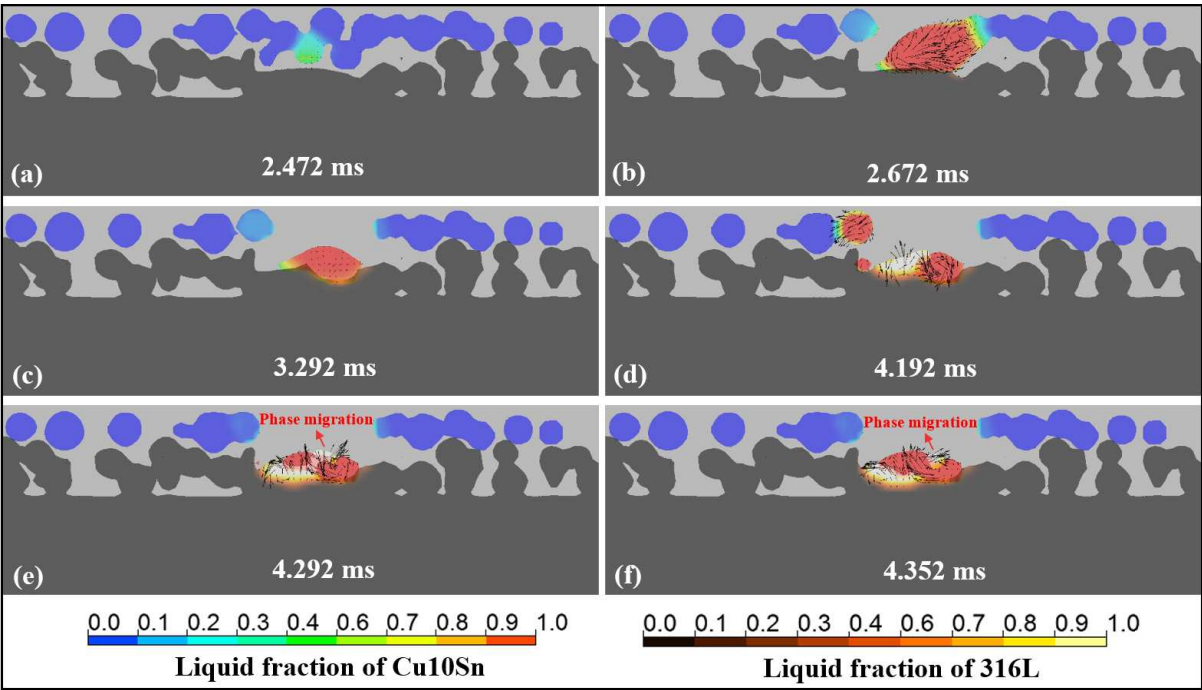 2.472 ms
(a)
2.672 ms
(b)
3.292 ms
(c)
4.192 ms
(d)
Phase migration
4.292 ms
(e)
Phase migration
4.352 ms
(f)
0.0 0.1 0.2 0.3 0.4 0.6 0.7 0.8 0.9 1.0
Liquid fraction of Cu10Sn
0.0 0.1 0.2 0.3 0.4 0.6 0.7 0.8 0.9 1.0
Liquid fraction of 316L